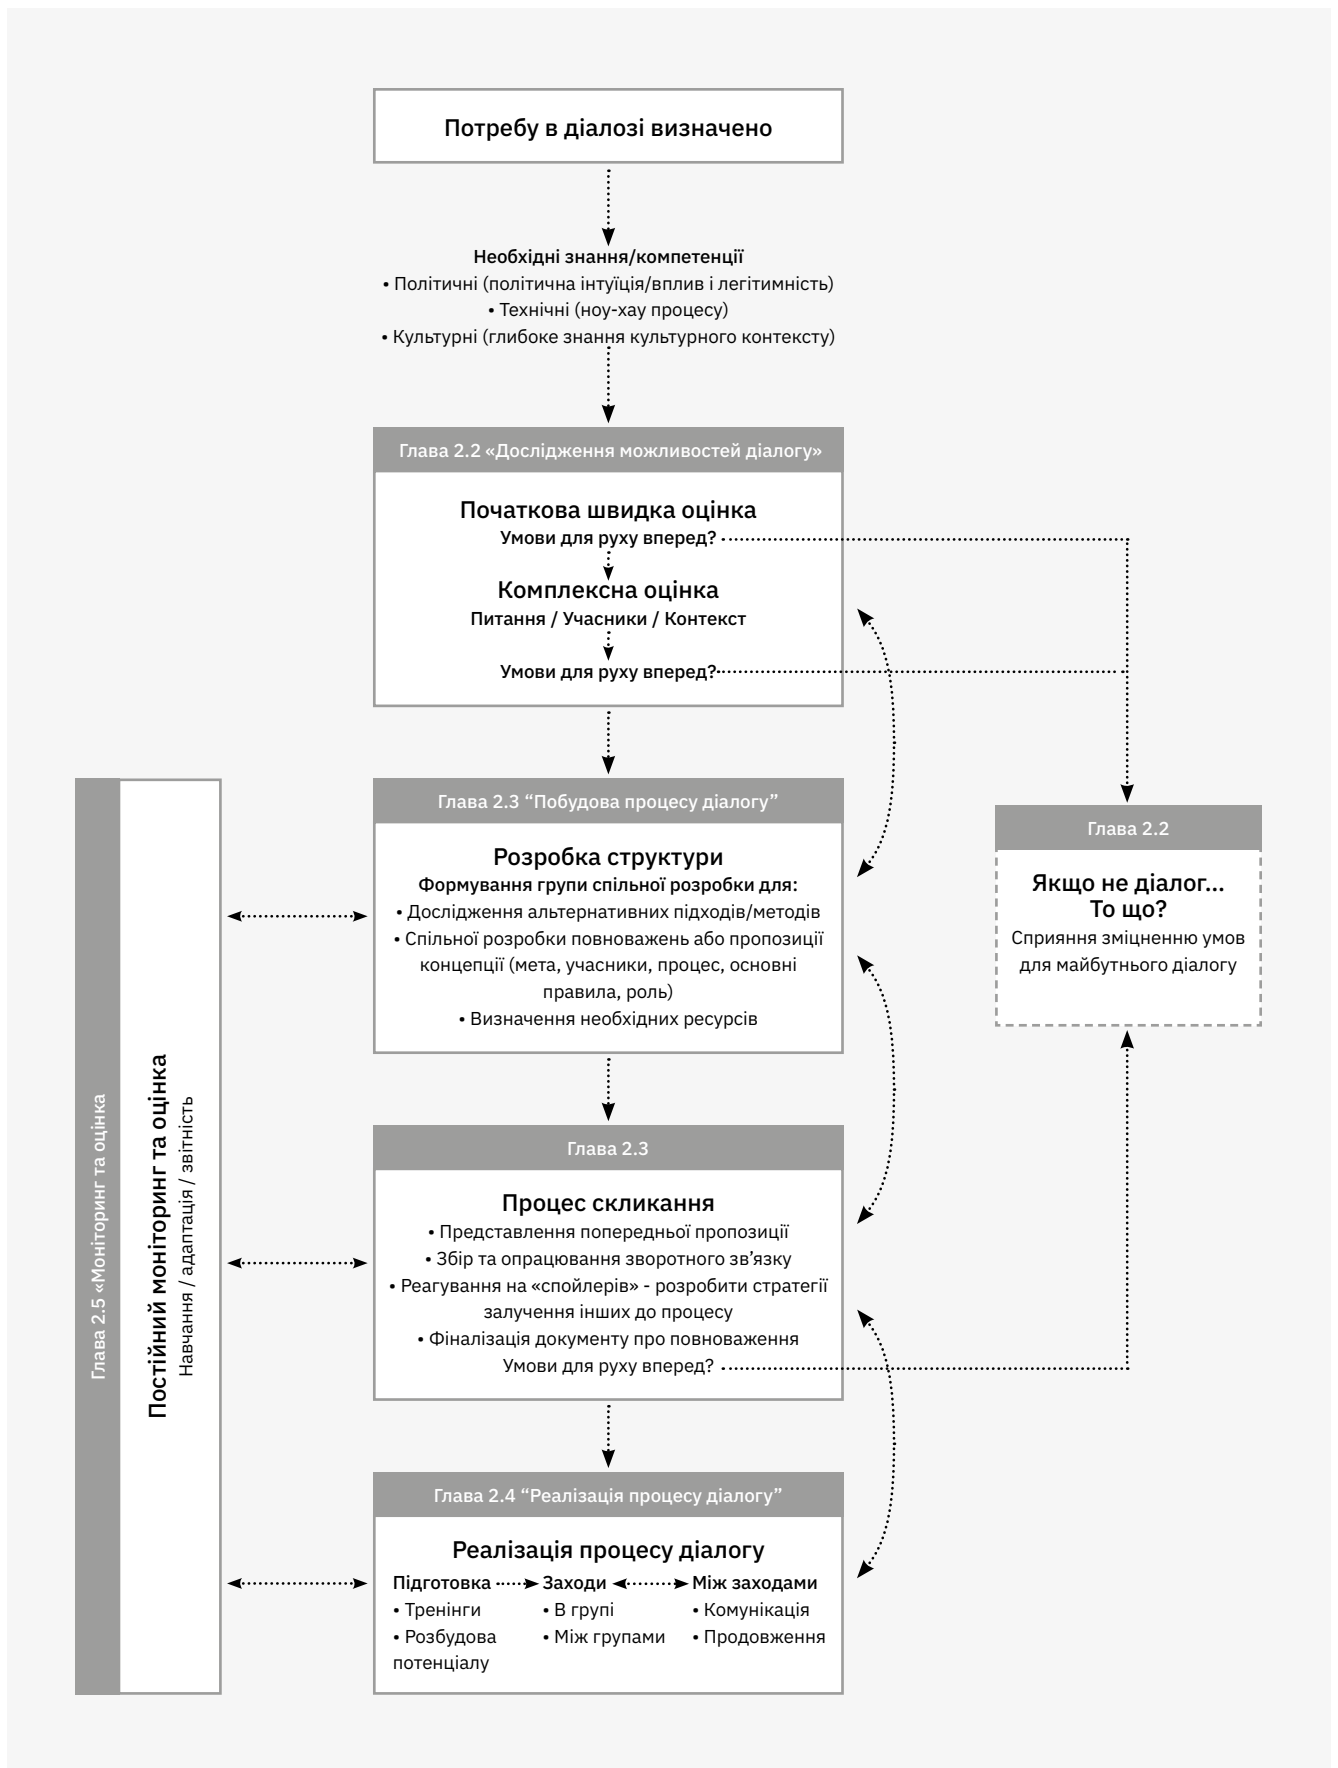 Потребу в діалозі визначено
Необхідні знання/компетенції
• Політичні (політична інтуїція/вплив і легітимність)
• Технічні (ноу-хау процесу)
• Культурні (глибоке знання культурного контексту)
Глава 2.2 «Дослідження можливостей діалогу»
Початкова швидка оцінка
Умови для руху вперед?
Комплексна оцінка
Питання / Учасники / Контекст
Умови для руху вперед?
Глава 2.3 “Побудова процесу діалогу”
Розробка структури
Формування групи спільної розробки для:
• Дослідження альтернативних підходів/методів
• Спільної розробки повноважень або пропозиції
концепції (мета, учасники, процес, основні
правила, роль)
• Визначення необхідних ресурсів
Глава 2.2
Якщо не діалог...
То що?
Сприяння зміцненню умов
для майбутнього діалогу
Глава 2.5 «Моніторинг та оцінка
Постійний моніторинг та оцінка
Навчання / адаптація / звітність
Глава 2.3
Процес скликання
• Представлення попередньої пропозиції
• Збір та опрацювання зворотного зв’язку
• Реагування на «спойлерів» - розробити стратегії
залучення інших до процесу
• Фіналізація документу про повноваження
Умови для руху вперед?
Глава 2.4 “Реалізація процесу діалогу”
Реалізація процесу діалогу
Підготовка Заходи Між заходами
• Тренінги • В групі • Комунікація
• Розбудова • Між групами • Продовження
потенціалу